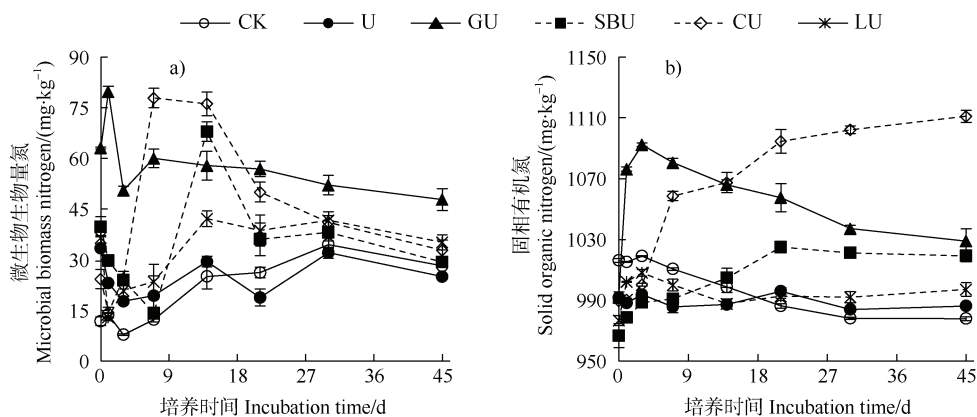 CK U GU SBU CU LU
a)
微生物生物量氮
Microbial biomass nitrogen/(mg·kg⁻¹)
90
75
60
45
30
15
0
0 9 18 27 36 45
培养时间 Incubation time/d
b)
固相有机氮
Solid organic nitrogen/(mg·kg⁻¹)
1150
1110
1070
1030
990
950
0 9 18 27 36 45
培养时间 Incubation time/d